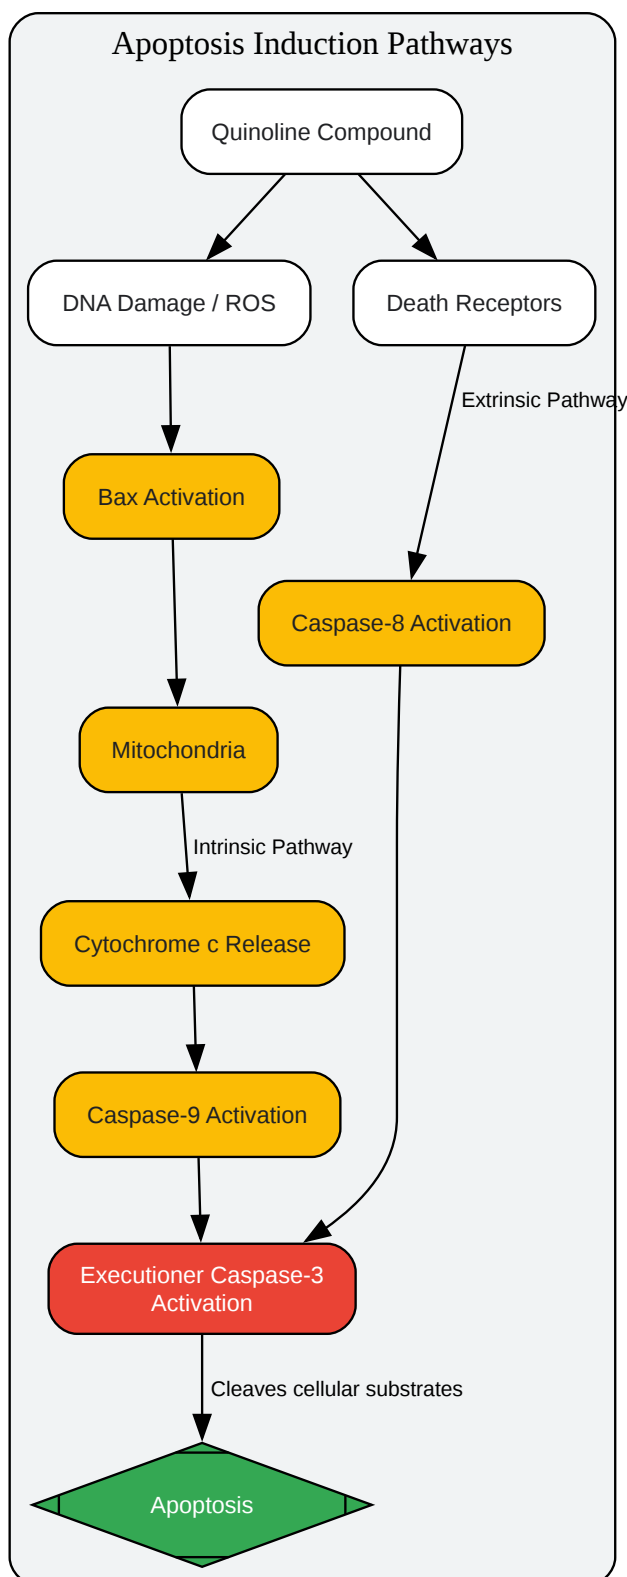 Apoptosis Induction Pathways
Quinoline Compound
DNA Damage / ROS
Death Receptors
Extrinsic Pathway
Bax Activation
Caspase-8 Activation
Mitochondria
Intrinsic Pathway
Cytochrome c Release
Caspase-9 Activation
Executioner Caspase-3
Activation
Cleaves cellular substrates
Apoptosis